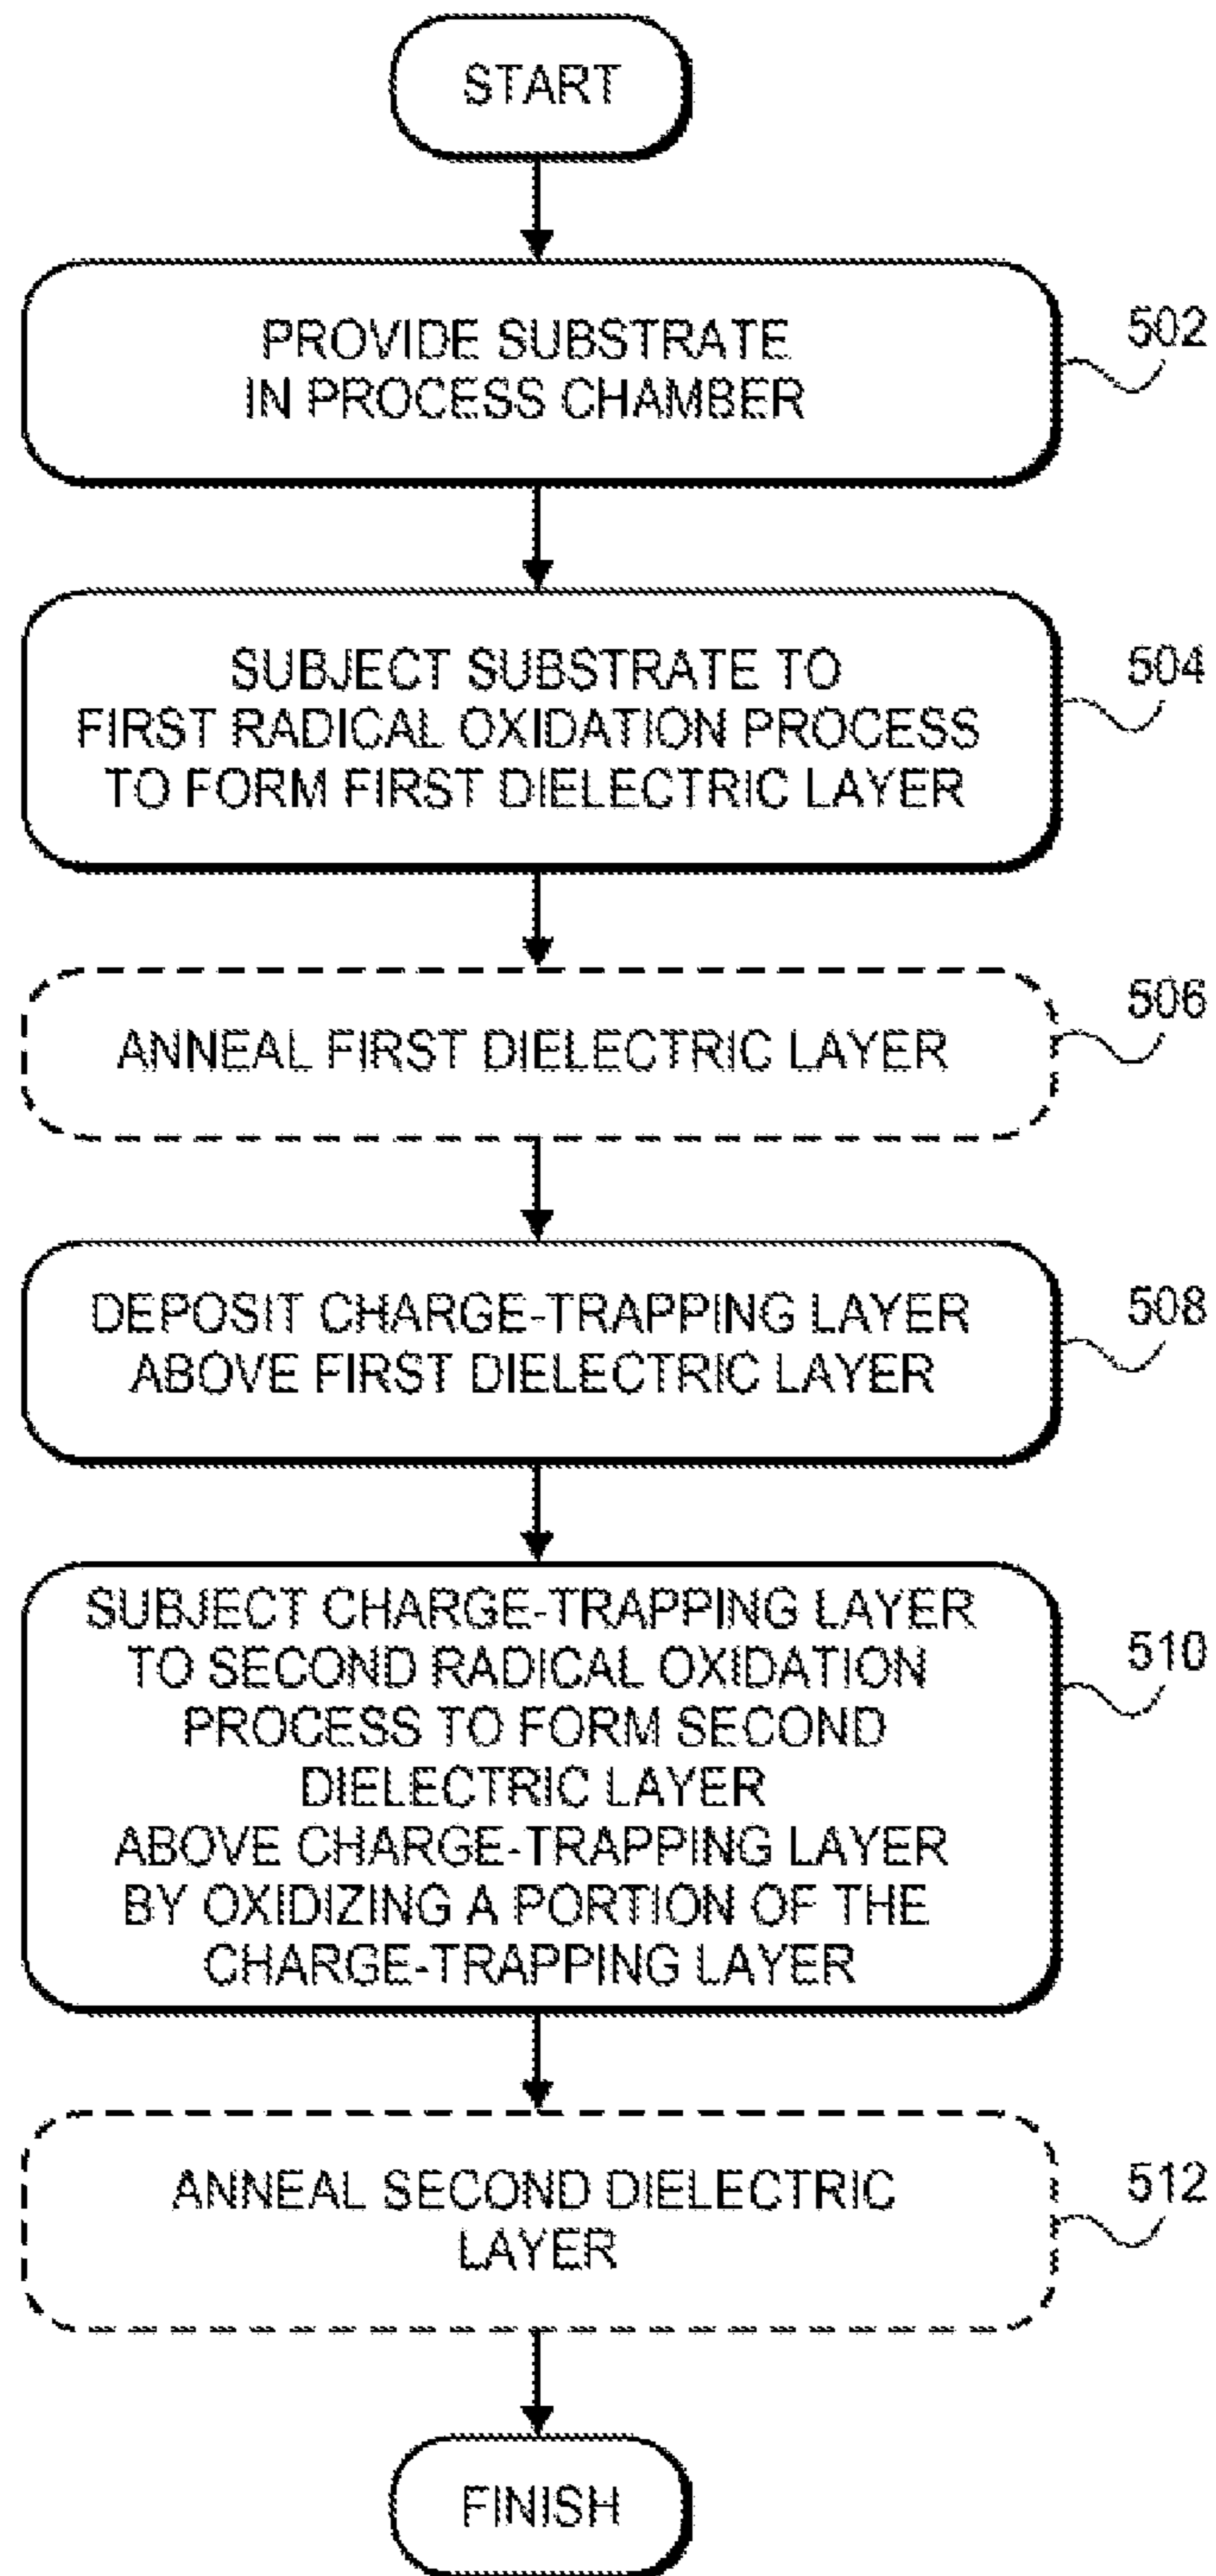 START
PROVIDE SUBSTRATE
IN PROCESS CHAMBER
502
SUBJECT SUBSTRATE TO
FIRST RADICAL OXIDATION PROCESS
TO FORM FIRST DIELECTRIC LAYER
504
ANNEAL FIRST DIELECTRIC LAYER
506
DEPOSIT CHARGE-TRAPPING LAYER
ABOVE FIRST DIELECTRIC LAYER
508
SUBJECT CHARGE-TRAPPING LAYER
TO SECOND RADICAL OXIDATION
PROCESS TO FORM SECOND
DIELECTRIC LAYER
ABOVE CHARGE-TRAPPING LAYER
BY OXIDIZING A PORTION OF THE
CHARGE-TRAPPING LAYER
510
ANNEAL SECOND DIELECTRIC
LAYER
512
FINISH